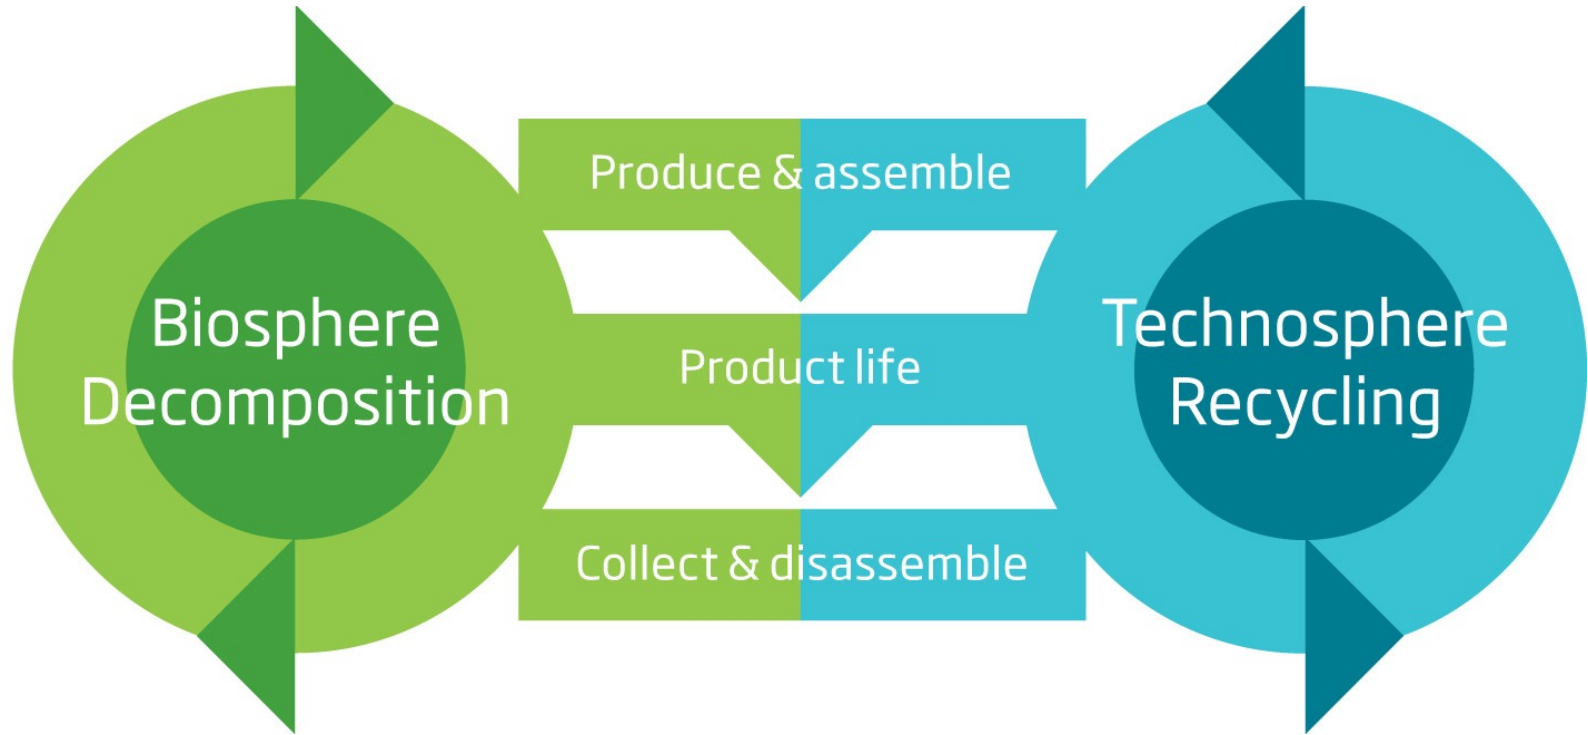 Produce & assemble
Biosphere
Decomposition
Product life
Technosphere
Recycling
Collect & disassemble